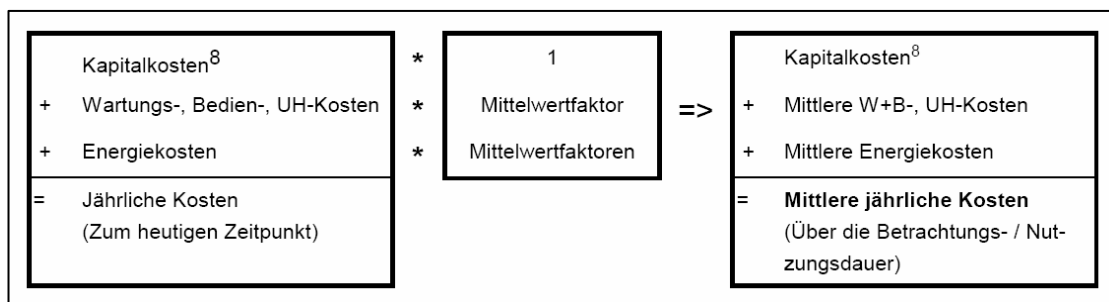 Kapitalkosten⁸ * 1 Kapitalkosten⁸
+ Wartungs-, Bedien-, UH-Kosten * Mittelwertfaktor => + Mittlere W+B-, UH-Kosten
+ Energiekosten * Mittelwertfaktoren + Mittlere Energiekosten
= Jährliche Kosten = Mittlere jährliche Kosten
(Zum heutigen Zeitpunkt) (Über die Betrachtungs- / Nut-
zungsdauer)